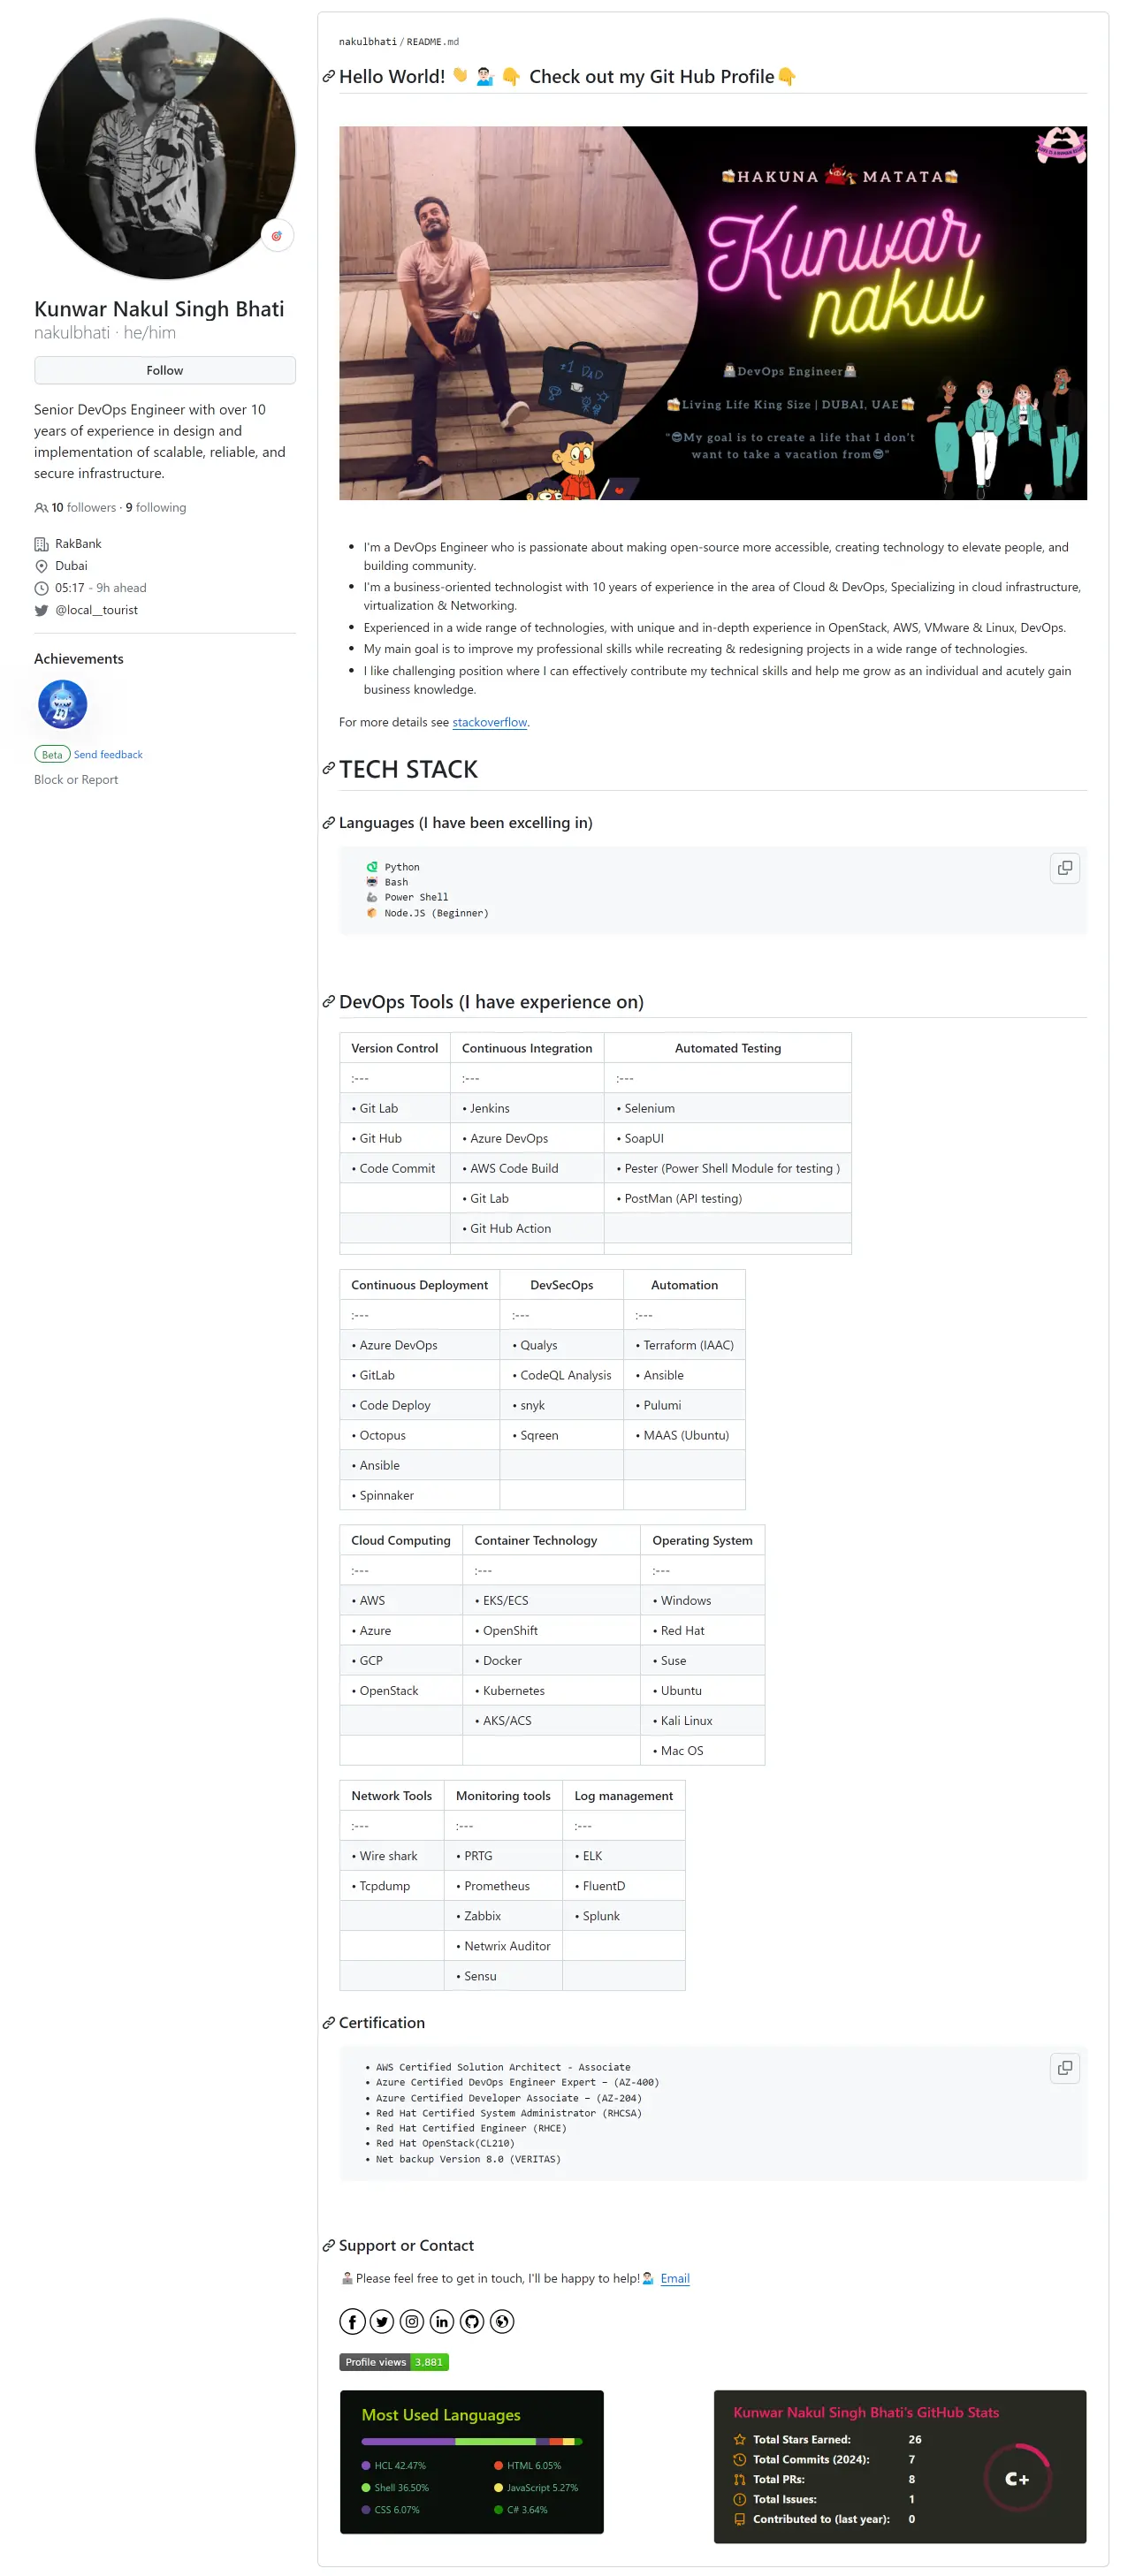 Kunwar Nakul Singh Bhati
nakulbhati · he/him
Follow
Senior DevOps Engineer with over 10
years of experience in design and
implementation of scalable, reliable, and
secure infrastructure.
10 followers · 9 following
RakBank
Dubai
05:17 - 9h ahead
@local__tourist
Achievements
Beta Send feedback
Block or Report
nakulbhati / README.md
Hello World! 👋 💁🏻‍♂️ 👇 Check out my Git Hub Profile👇
🍻HAKUNA 🐗 MATATA🍻
Kunwar
nakul
#1 DAD
DevOps Engineer
🍻Living Life King Size | DUBAI, UAE🍻
"😎My goal is to create a life that I don't
want to take a vacation from😎"
• I'm a DevOps Engineer who is passionate about making open-source more accessible, creating technology to elevate people, and
building community.
• I'm a business-oriented technologist with 10 years of experience in the area of Cloud & DevOps, Specializing in cloud infrastructure,
virtualization & Networking.
• Experienced in a wide range of technologies, with unique and in-depth experience in OpenStack, AWS, VMware & Linux, DevOps.
• My main goal is to improve my professional skills while recreating & redesigning projects in a wide range of technologies.
• I like challenging position where I can effectively contribute my technical skills and help me grow as an individual and acutely gain
business knowledge.
For more details see stackoverflow.
TECH STACK
Languages (I have been excelling in)
Python
Bash
Power Shell
Node.JS (Beginner)
DevOps Tools (I have experience on)
Version Control Continuous Integration Automated Testing
:--- :--- :---
• Git Lab • Jenkins • Selenium
• Git Hub • Azure DevOps • SoapUI
• Code Commit • AWS Code Build • Pester (Power Shell Module for testing )
• Git Lab • PostMan (API testing)
• Git Hub Action
Continuous Deployment DevSecOps Automation
:--- :--- :---
• Azure DevOps • Qualys • Terraform (IAAC)
• GitLab • CodeQL Analysis • Ansible
• Code Deploy • snyk • Pulumi
• Octopus • Sqreen • MAAS (Ubuntu)
• Ansible
• Spinnaker
Cloud Computing Container Technology Operating System
:--- :--- :---
• AWS • EKS/ECS • Windows
• Azure • OpenShift • Red Hat
• GCP • Docker • Suse
• OpenStack • Kubernetes • Ubuntu
• AKS/ACS • Kali Linux
• Mac OS
Network Tools Monitoring tools Log management
:--- :--- :---
• Wire shark • PRTG • ELK
• Tcpdump • Prometheus • FluentD
• Zabbix • Splunk
• Netwrix Auditor
• Sensu
Certification
• AWS Certified Solution Architect - Associate
• Azure Certified DevOps Engineer Expert – (AZ-400)
• Azure Certified Developer Associate – (AZ-204)
• Red Hat Certified System Administrator (RHCSA)
• Red Hat Certified Engineer (RHCE)
• Red Hat OpenStack(CL210)
• Net backup Version 8.0 (VERITAS)
Support or Contact
Please feel free to get in touch, I'll be happy to help! Email
Profile views 3,881
Most Used Languages
HCL 42.47% HTML 6.05%
Shell 36.50% JavaScript 5.27%
CSS 6.07% C# 3.64%
Kunwar Nakul Singh Bhati's GitHub Stats
Total Stars Earned: 26
Total Commits (2024): 7
Total PRs: 8
Total Issues: 1
Contributed to (last year): 0
C+